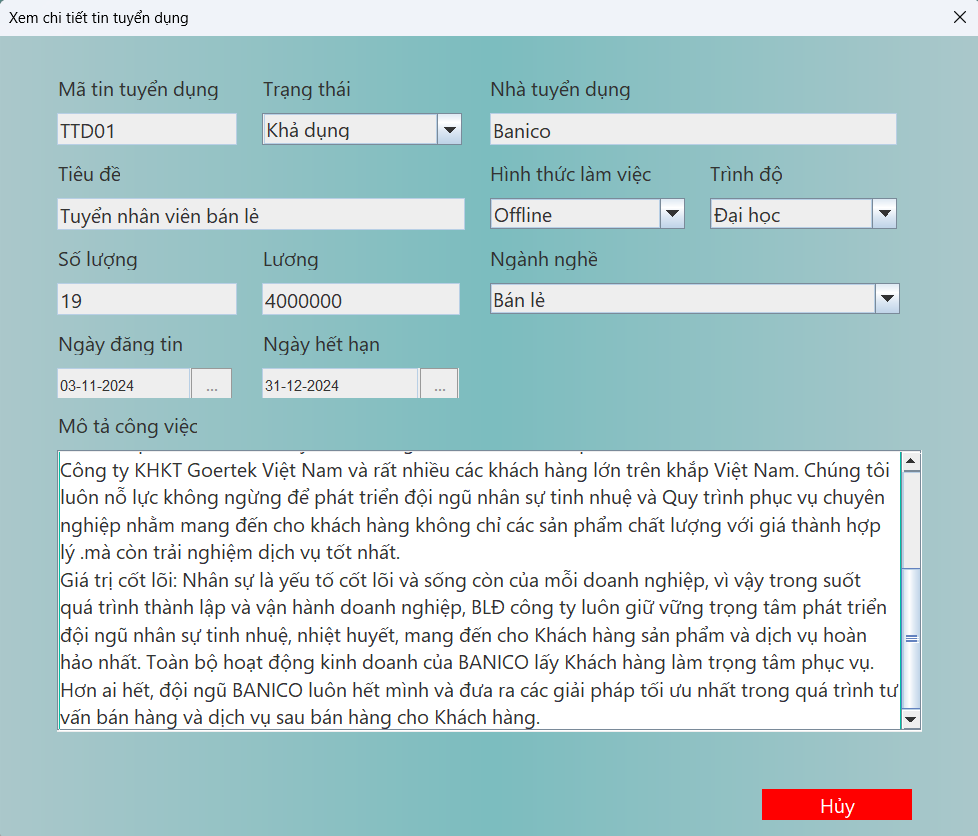 Xem chi tiết tin tuyển dụng
Mã tin tuyển dụng Trạng thái Nhà tuyển dụng
TTD01 Khả dụng Banico
Tiêu đề Hình thức làm việc Trình độ
Tuyển nhân viên bán lẻ Offline Đại học
Số lượng Lương Ngành nghề
19 4000000 Bán lẻ
Ngày đăng tin Ngày hết hạn
03-11-2024 ... 31-12-2024 ...
Mô tả công việc
Công ty KHKT Goertek Việt Nam và rất nhiều các khách hàng lớn trên khắp Việt Nam. Chúng tôi
luôn nỗ lực không ngừng để phát triển đội ngũ nhân sự tinh nhuệ và Quy trình phục vụ chuyên
nghiệp nhằm mang đến cho khách hàng không chỉ các sản phẩm chất lượng với giá thành hợp
lý .mà còn trải nghiệm dịch vụ tốt nhất.
Giá trị cốt lõi: Nhân sự là yếu tố cốt lõi và sống còn của mỗi doanh nghiệp, vì vậy trong suốt
quá trình thành lập và vận hành doanh nghiệp, BLĐ công ty luôn giữ vững trọng tâm phát triển
đội ngũ nhân sự tinh nhuệ, nhiệt huyết, mang đến cho Khách hàng sản phẩm và dịch vụ hoàn
hảo nhất. Toàn bộ hoạt động kinh doanh của BANICO lấy Khách hàng làm trọng tâm phục vụ.
Hơn ai hết, đội ngũ BANICO luôn hết mình và đưa ra các giải pháp tối ưu nhất trong quá trình tư
vấn bán hàng và dịch vụ sau bán hàng cho Khách hàng.
Hủy